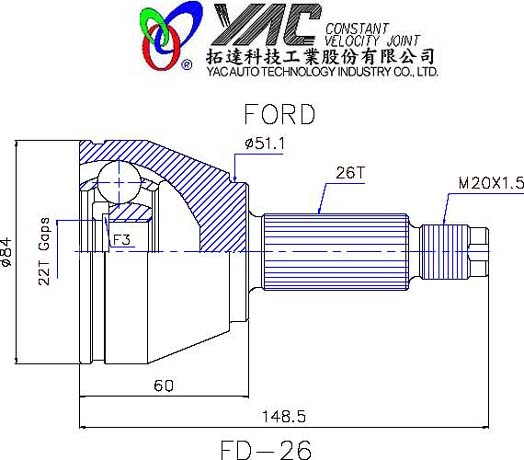 YAC CONSTANT
VELOCITY JOINT
®
拓達科技工業股份有限公司
YAC AUTO TECHNOLOGY INDUSTRY CO., LTD.
FORD
ø51.1
26T
M20X1.5
ø84
22T Gaps
F3
60
148.5
FD-26